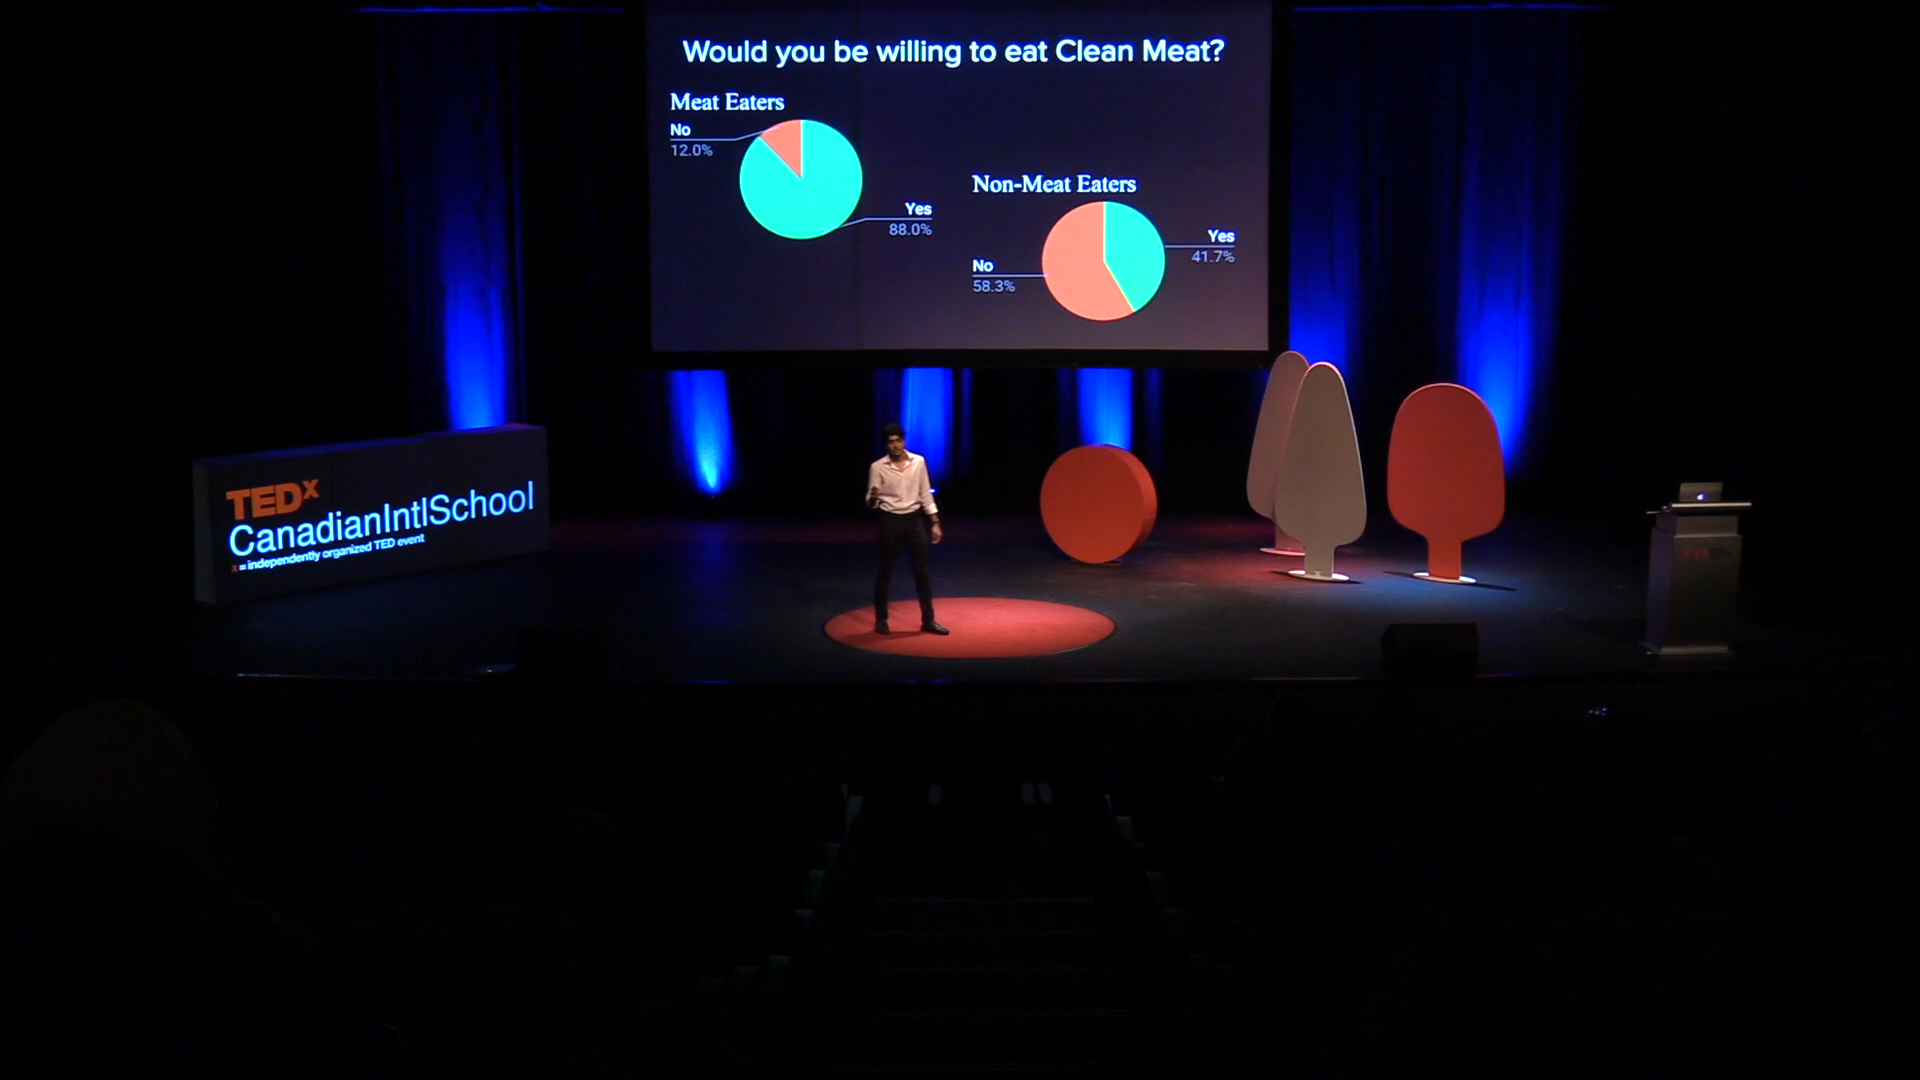 Would you be willing to eat Clean Meat?
Meat Eaters
No
12.0%
Yes
88.0%
Non-Meat Eaters
Yes
41.7%
No
58.3%
TEDx
CanadianIntlSchool
x = independently organized TED event